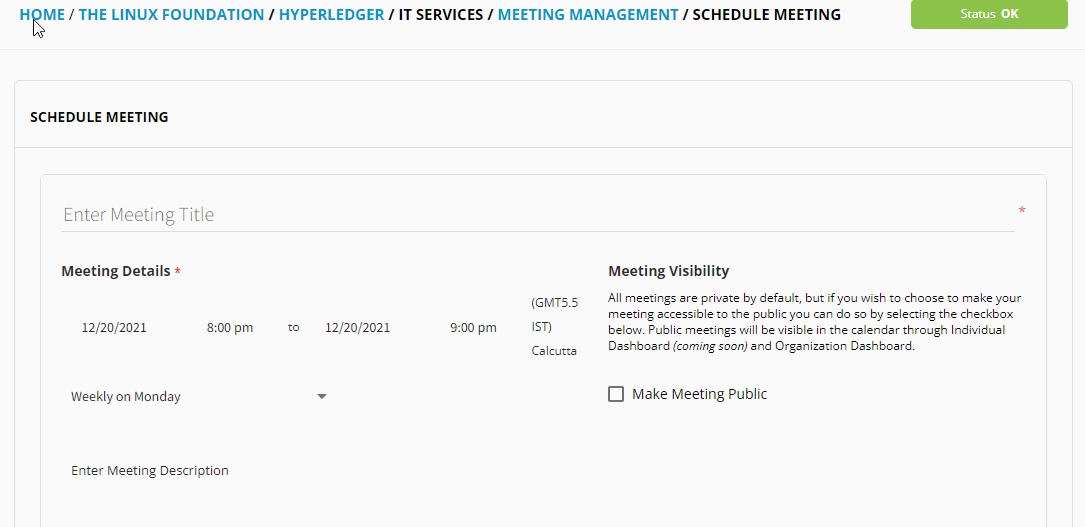 HOME / THE LINUX FOUNDATION / HYPERLEDGER / IT SERVICES / MEETING MANAGEMENT / SCHEDULE MEETING
Status OK
SCHEDULE MEETING
Enter Meeting Title *
Meeting Details *
12/20/2021 8:00 pm to 12/20/2021 9:00 pm
(GMT5.5
IST)
Calcutta
Weekly on Monday
Enter Meeting Description
Meeting Visibility
All meetings are private by default, but if you wish to choose to make your
meeting accessible to the public you can do so by selecting the checkbox
below. Public meetings will be visible in the calendar through Individual
Dashboard (coming soon) and Organization Dashboard.
Make Meeting Public